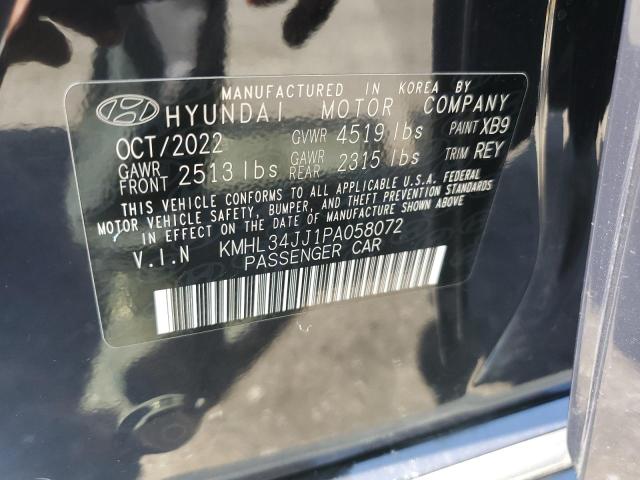 MANUFACTURED IN KOREA BY
HYUNDAI MOTOR COMPANY
OCT/2022 GVWR 4519 lbs PAINT XB9
GAWR FRONT 2513 lbs GAWR REAR 2315 lbs TRIM REY
THIS VEHICLE CONFORMS TO ALL APPLICABLE U.S.A. FEDERAL
MOTOR VEHICLE SAFETY, BUMPER, AND THEFT PREVENTION STANDARDS
IN EFFECT ON THE DATE OF MANUFACTURE SHOWN ABOVE.
V.I.N KMHL34JJ1PA058072
PASSENGER CAR